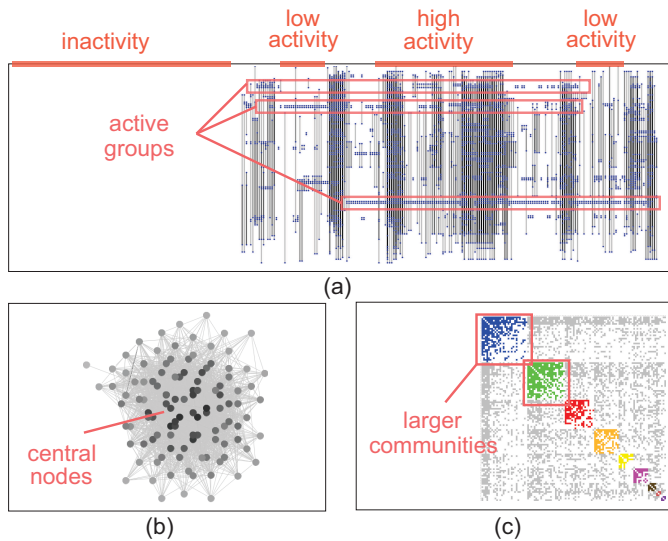 inactivity
low
activity
high
activity
low
activity
active
groups
(a)
central
nodes
(b)
larger
communities
(c)